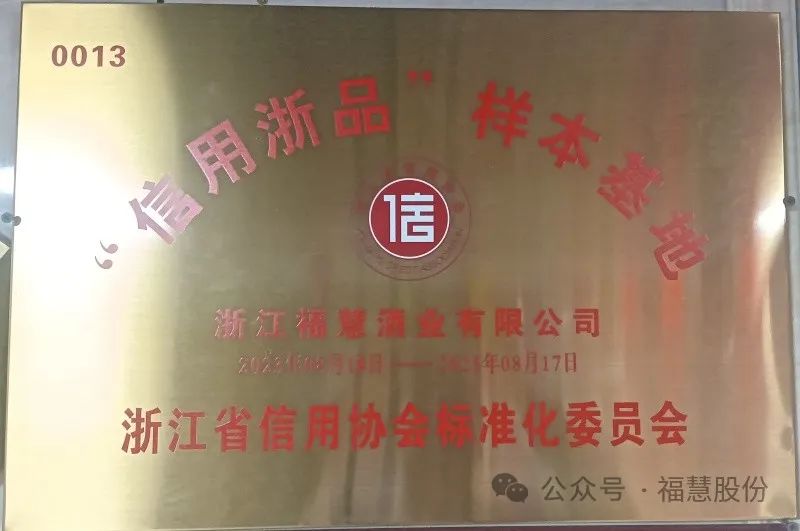 0013
“信用浙品”样本基地
信
浙江福慧酒业有限公司
——
年08月17日
浙江省信用协会标准化委员会
公众号·福慧股份